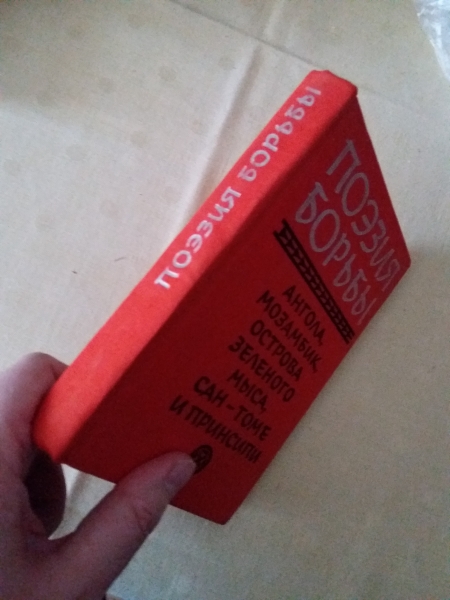 ПОЭЗИЯ БОРЬБЫ
ПОЭЗИЯ
БОРЬБЫ
АНГОЛА,
МОЗАМБИК,
ОСТРОВА
ЗЕЛЕНОГО
МЫСА,
САН-ТОМЕ
И ПРИНСИПИ